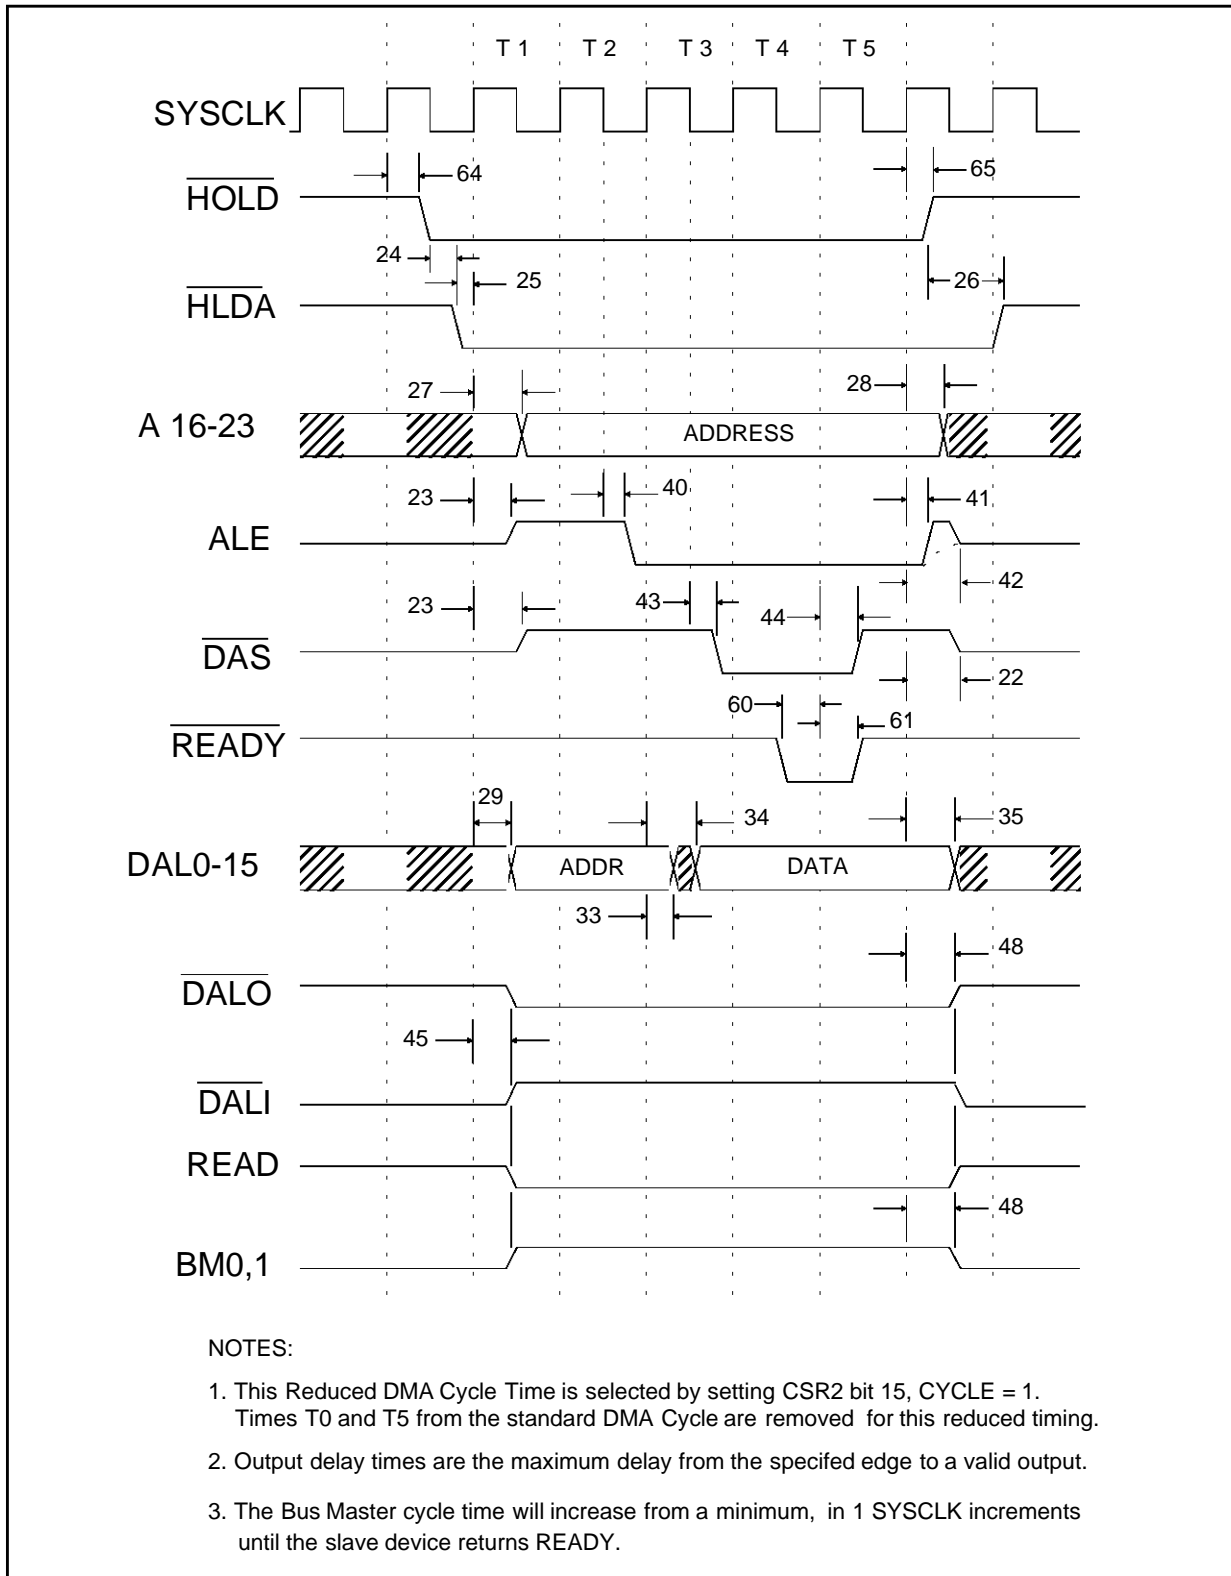 T 1 T 2 T 3 T 4 T 5
SYSCLK
64 65
HOLD
24 25 26
HLDA
27 28
A 16-23 ADDRESS
23 40 41
ALE
42
23 43 44
DAS
22
60 61
READY
29 34 35
DAL0-15 ADDR DATA
33
48
DALO
45
DALI
READ
48
BM0,1
NOTES:
1. This Reduced DMA Cycle Time is selected by setting CSR2 bit 15, CYCLE = 1.
Times T0 and T5 from the standard DMA Cycle are removed for this reduced timing.
2. Output delay times are the maximum delay from the specifed edge to a valid output.
3. The Bus Master cycle time will increase from a minimum, in 1 SYSCLK increments
until the slave device returns READY.